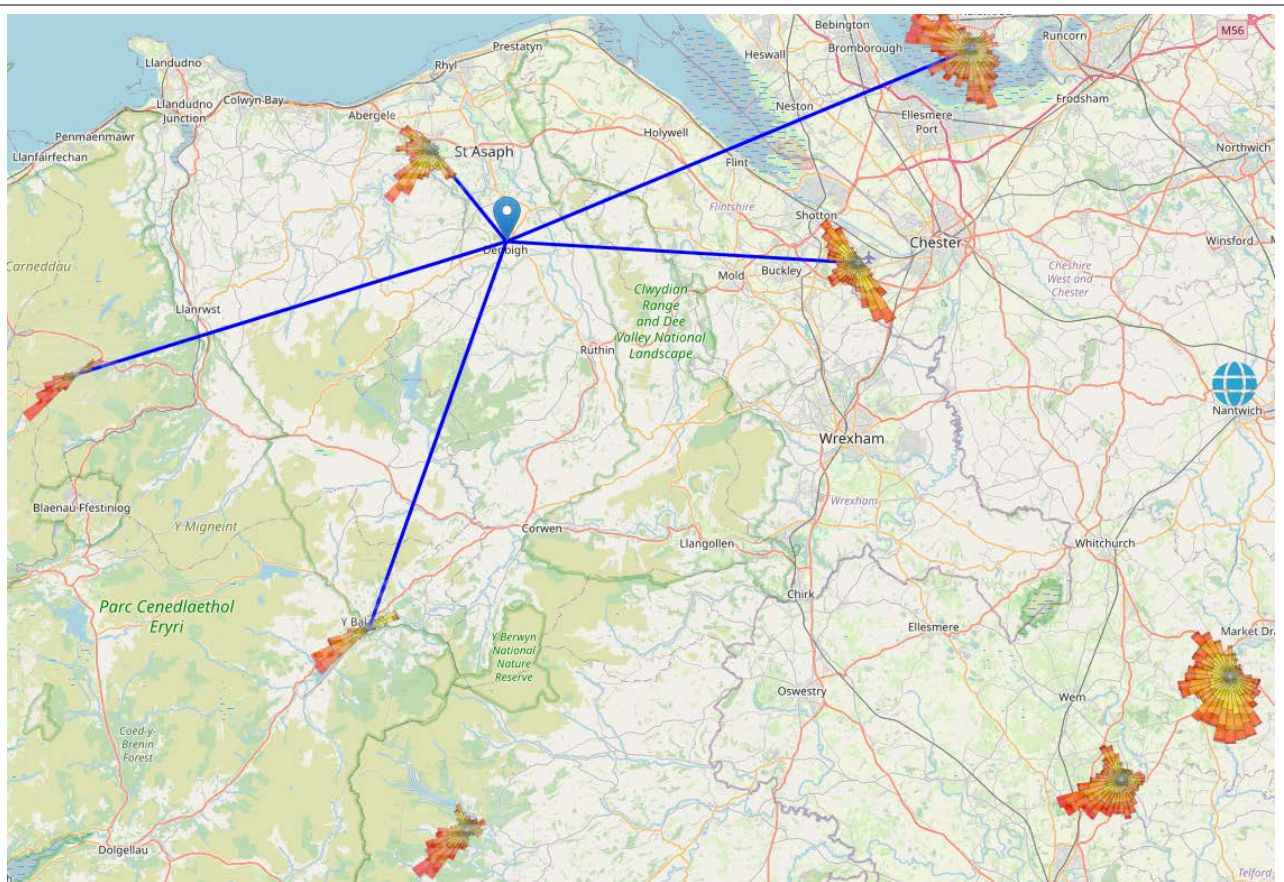 Bebington
Runcorn
M56
Prestatyn
Heswall
Bromborough
Llandudno
Rhyl
Colwyn Bay
Llandudno
Junction
Abergele
Neston
Ellesmere
Port
Frodsham
Penmaenmawr
Llanfairfechan
Holywell
Northwich
St Asaph
Flint
Flintshire
Shotton
Chester
Winsford
Carneddau
Mold
Buckley
Cheshire
West and
Chester
Llanrwst
Clwydian
Range
and Dee
Valley National
Landscape
Ruthin
Nantwich
Wrexham
Blaenau Ffestiniog
Y Migneint
Corwen
Wrexham
Llangollen
Whitchurch
Chirk
Parc Cenedlaethol
Eryri
Y Berwyn
National
Nature
Reserve
Ellesmere
Market Dra
Oswestry
Wem
Coed-y-
Brenin
Forest
Dolgellau
Telford